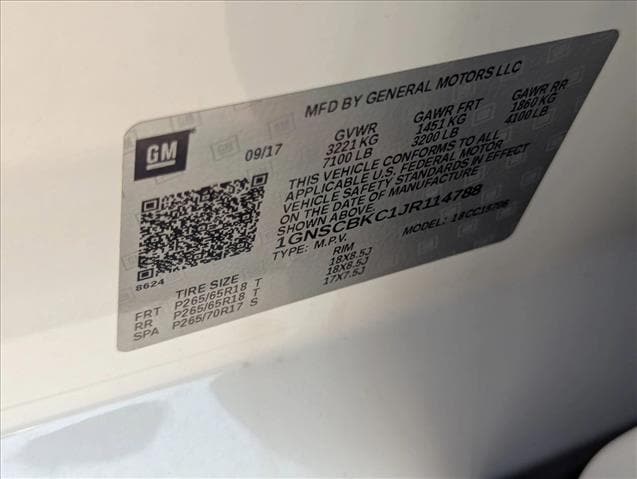 MFD BY GENERAL MOTORS LLC
GM
09/17
GVWR GAWR FRT GAWR RR
3221 KG 1451 KG 1860 KG
7100 LB 3200 LB 4100 LB
THIS VEHICLE CONFORMS TO ALL
APPLICABLE U.S. FEDERAL MOTOR
VEHICLE SAFETY STANDARDS IN EFFECT
ON THE DATE OF MANUFACTURE
SHOWN ABOVE.
1GNSCBKC1JR114788
TYPE: M.P.V. MODEL: 18CC15706
8624
TIRE SIZE RIM
FRT P265/65R18 T 18X8.5J
RR P265/65R18 T 18X8.5J
SPA P265/70R17 S 17X7.5J